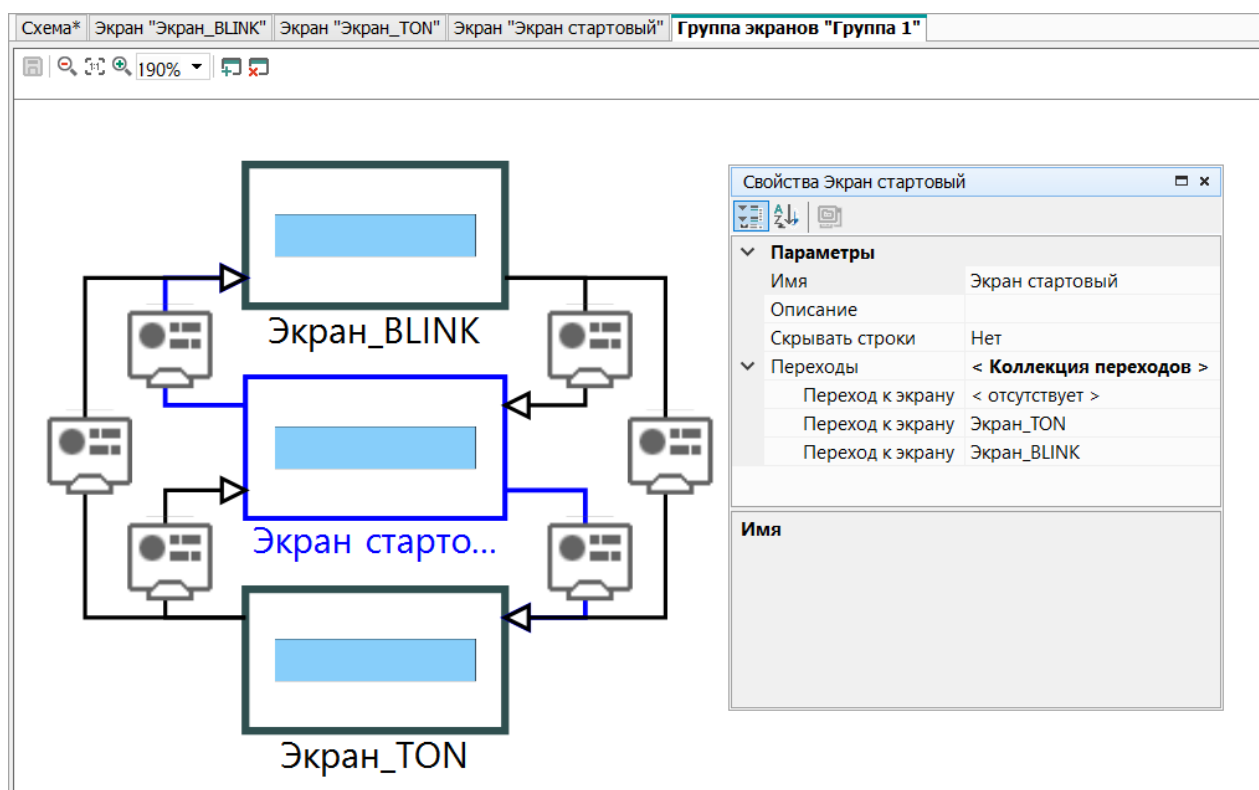 Схема* Экран "Экран_BLINK" Экран "Экран_TON" Экран "Экран стартовый" Группа экранов "Группа 1"
1:1 190%
Экран_BLINK
Экран старто...
Экран_TON
Свойства Экран стартовый
Параметры
Имя Экран стартовый
Описание
Скрывать строки Нет
Переходы < Коллекция переходов >
Переход к экрану < отсутствует >
Переход к экрану Экран_TON
Переход к экрану Экран_BLINK
Имя